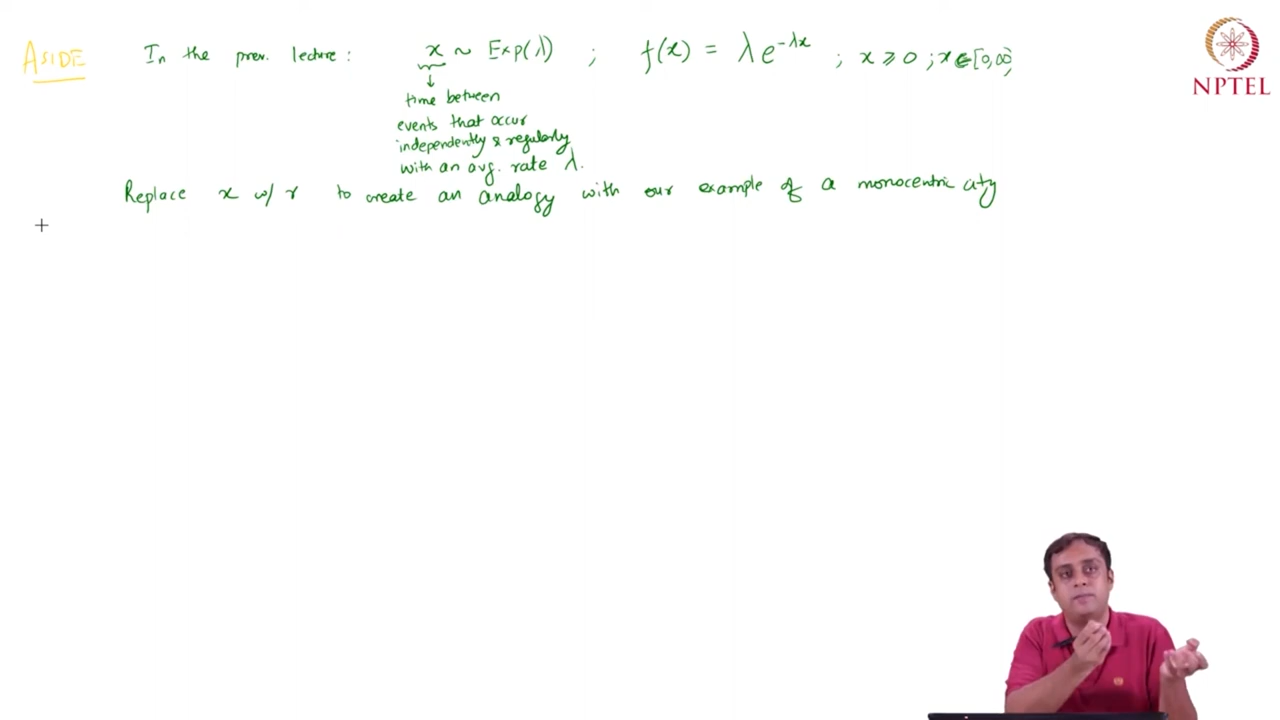 ASIDE In the prev. lecture : x ~ Exp(λ) ; f(x) = λe^{-λx} ; x ≥ 0 ; x ∈ [0,∞)
time between
events that occur
independently & regularly
with an avg. rate λ.
Replace x w/ r to create an analogy with our example of a monocentric city
NPTEL